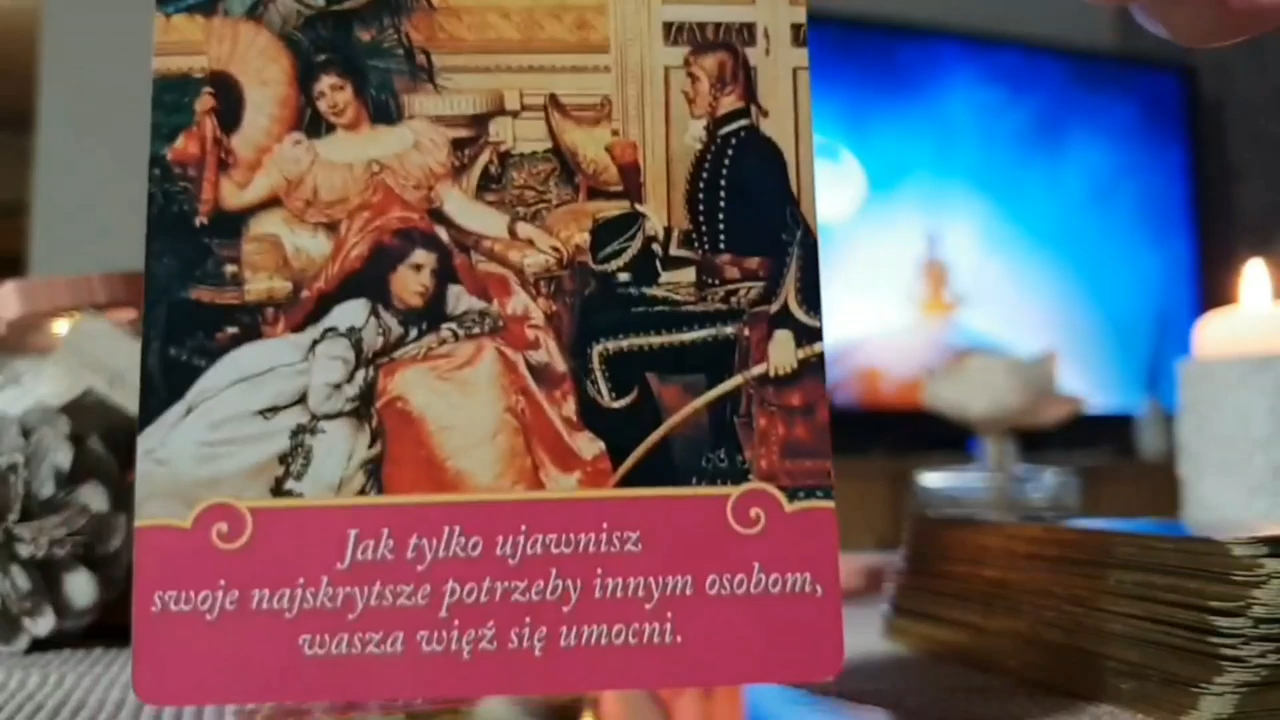 Jak tylko ujawnisz
swoje najskrytsze potrzeby innym osobom,
wasza więź się umocni.